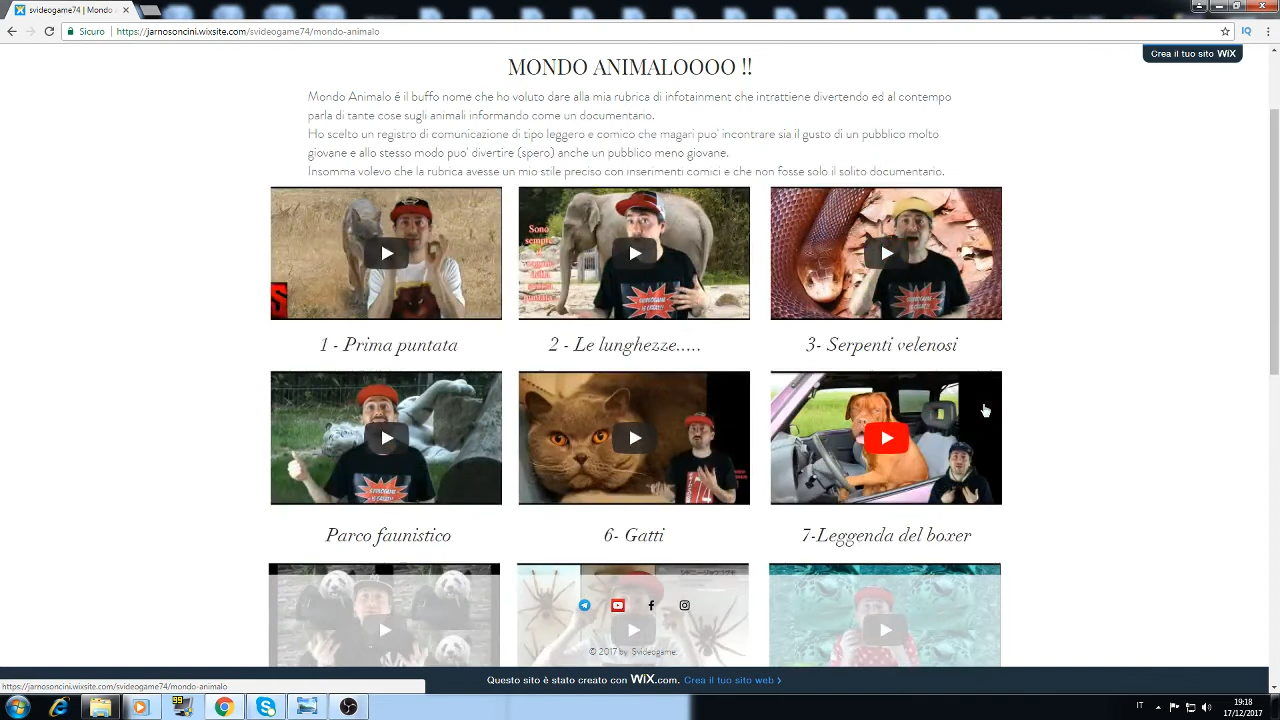 svideogame74 | Mondo A
Sicuro
https://jarnosoncini.wixsite.com/svideogame74/mondo-animalo
Crea il tuo sito WiX
MONDO ANIMALOOOO !!
Mondo Animalo é il buffo nome che ho voluto dare alla mia rubrica di infotainment che intrattiene divertendo ed al contempo
parla di tante cose sugli animali informando come un documentario.
Ho scelto un registro di comunicazione di tipo leggero e comico che magari puo' incontrare sia il gusto di un pubblico molto
giovane e allo stesso modo puo' divertire (spero) anche un pubblico meno giovane.
Insomma volevo che la rubrica avesse un mio stile preciso con inserimenti comici e che non fosse solo il solito documentario.
Sono
sempre
1 - Prima puntata
2 - Le lunghezze.....
3- Serpenti velenosi
Parco faunistico
6- Gatti
7-Leggenda del boxer
© 2017 by Svideogame.
Questo sito è stato creato con WiX.com. Crea il tuo sito web >
https://jarnosoncini.wixsite.com/svideogame74/mondo-animalo
IT
19:18
17/12/2017